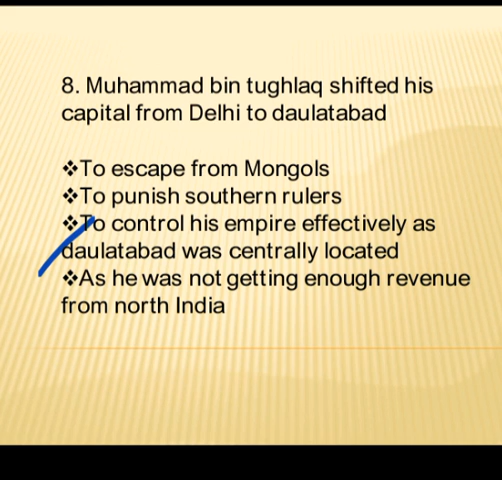 8. Muhammad bin tughlaq shifted his
capital from Delhi to daulatabad
❖To escape from Mongols
❖To punish southern rulers
❖To control his empire effectively as
daulatabad was centrally located
❖As he was not getting enough revenue
from north India